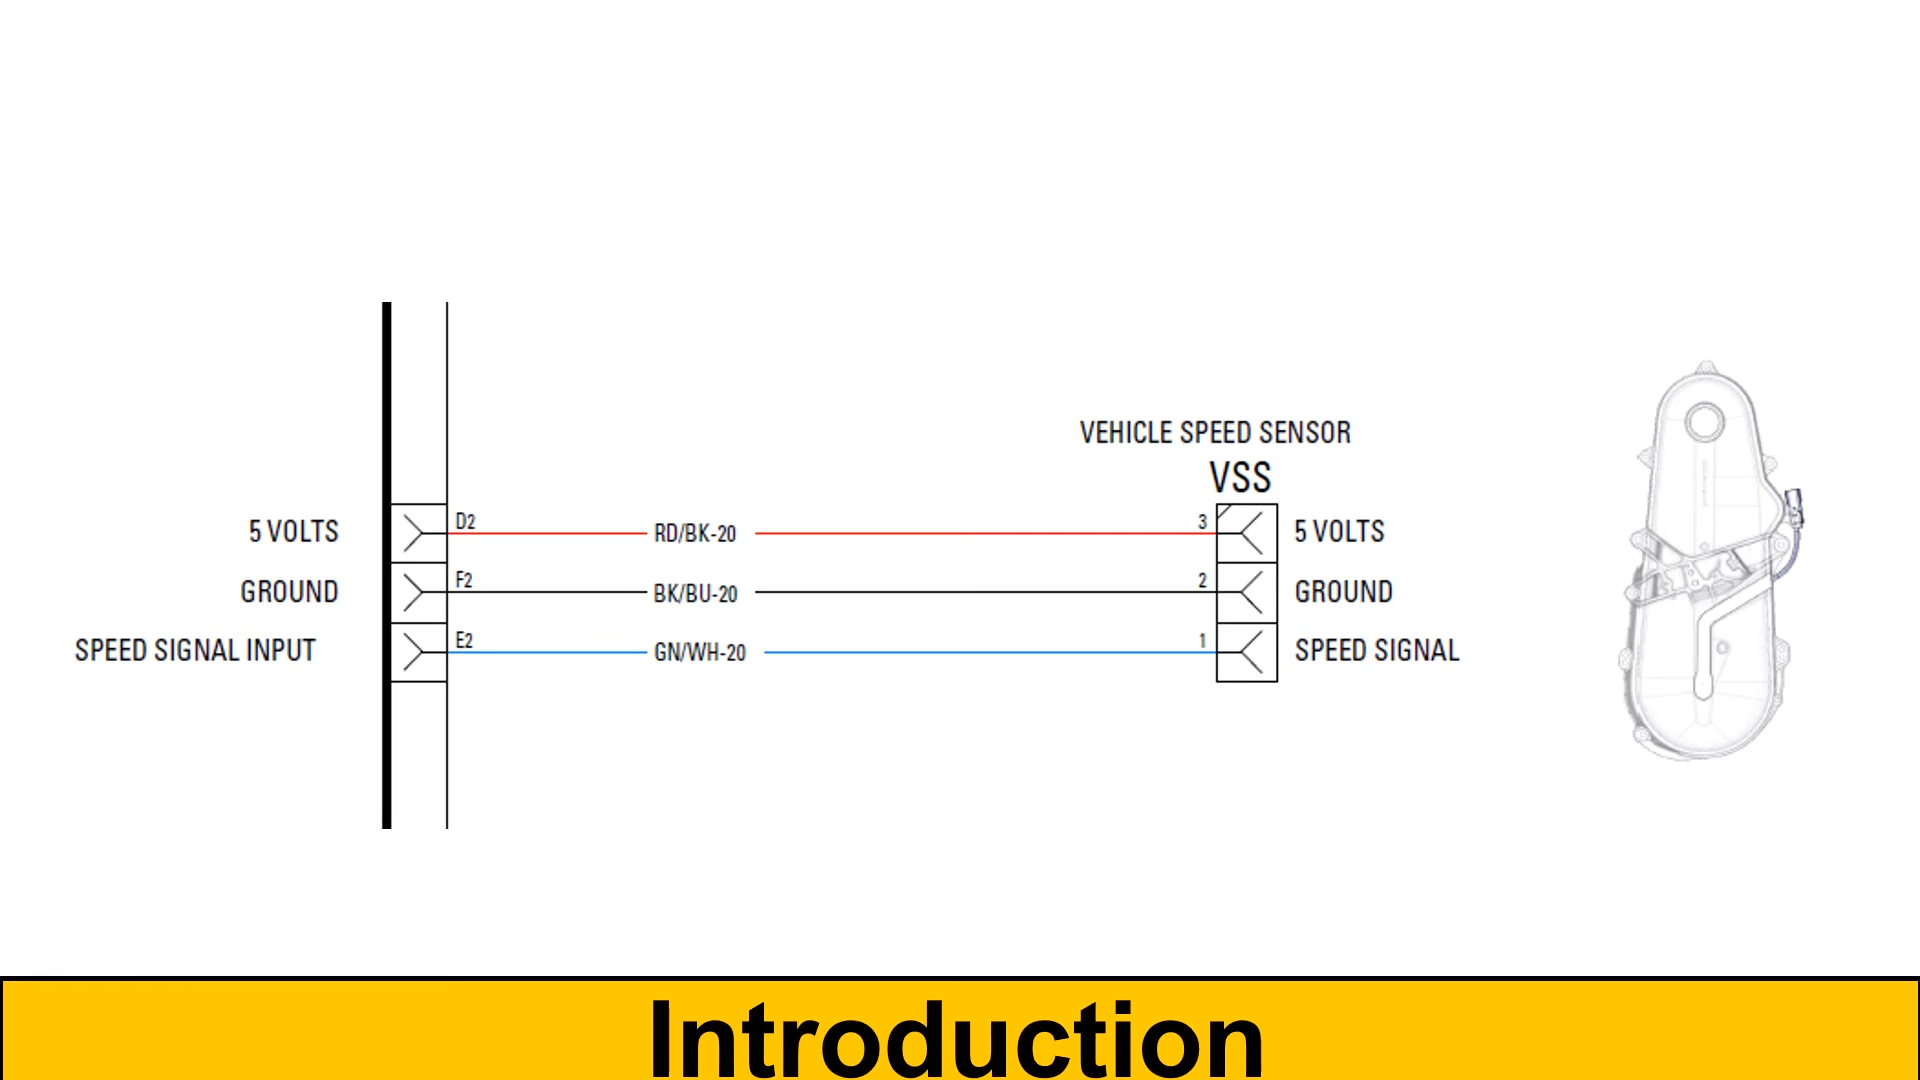 VEHICLE SPEED SENSOR
VSS
5 VOLTS D2 RD/BK-20 3 5 VOLTS
GROUND F2 BK/BU-20 2 GROUND
SPEED SIGNAL INPUT E2 GN/WH-20 1 SPEED SIGNAL
Introduction